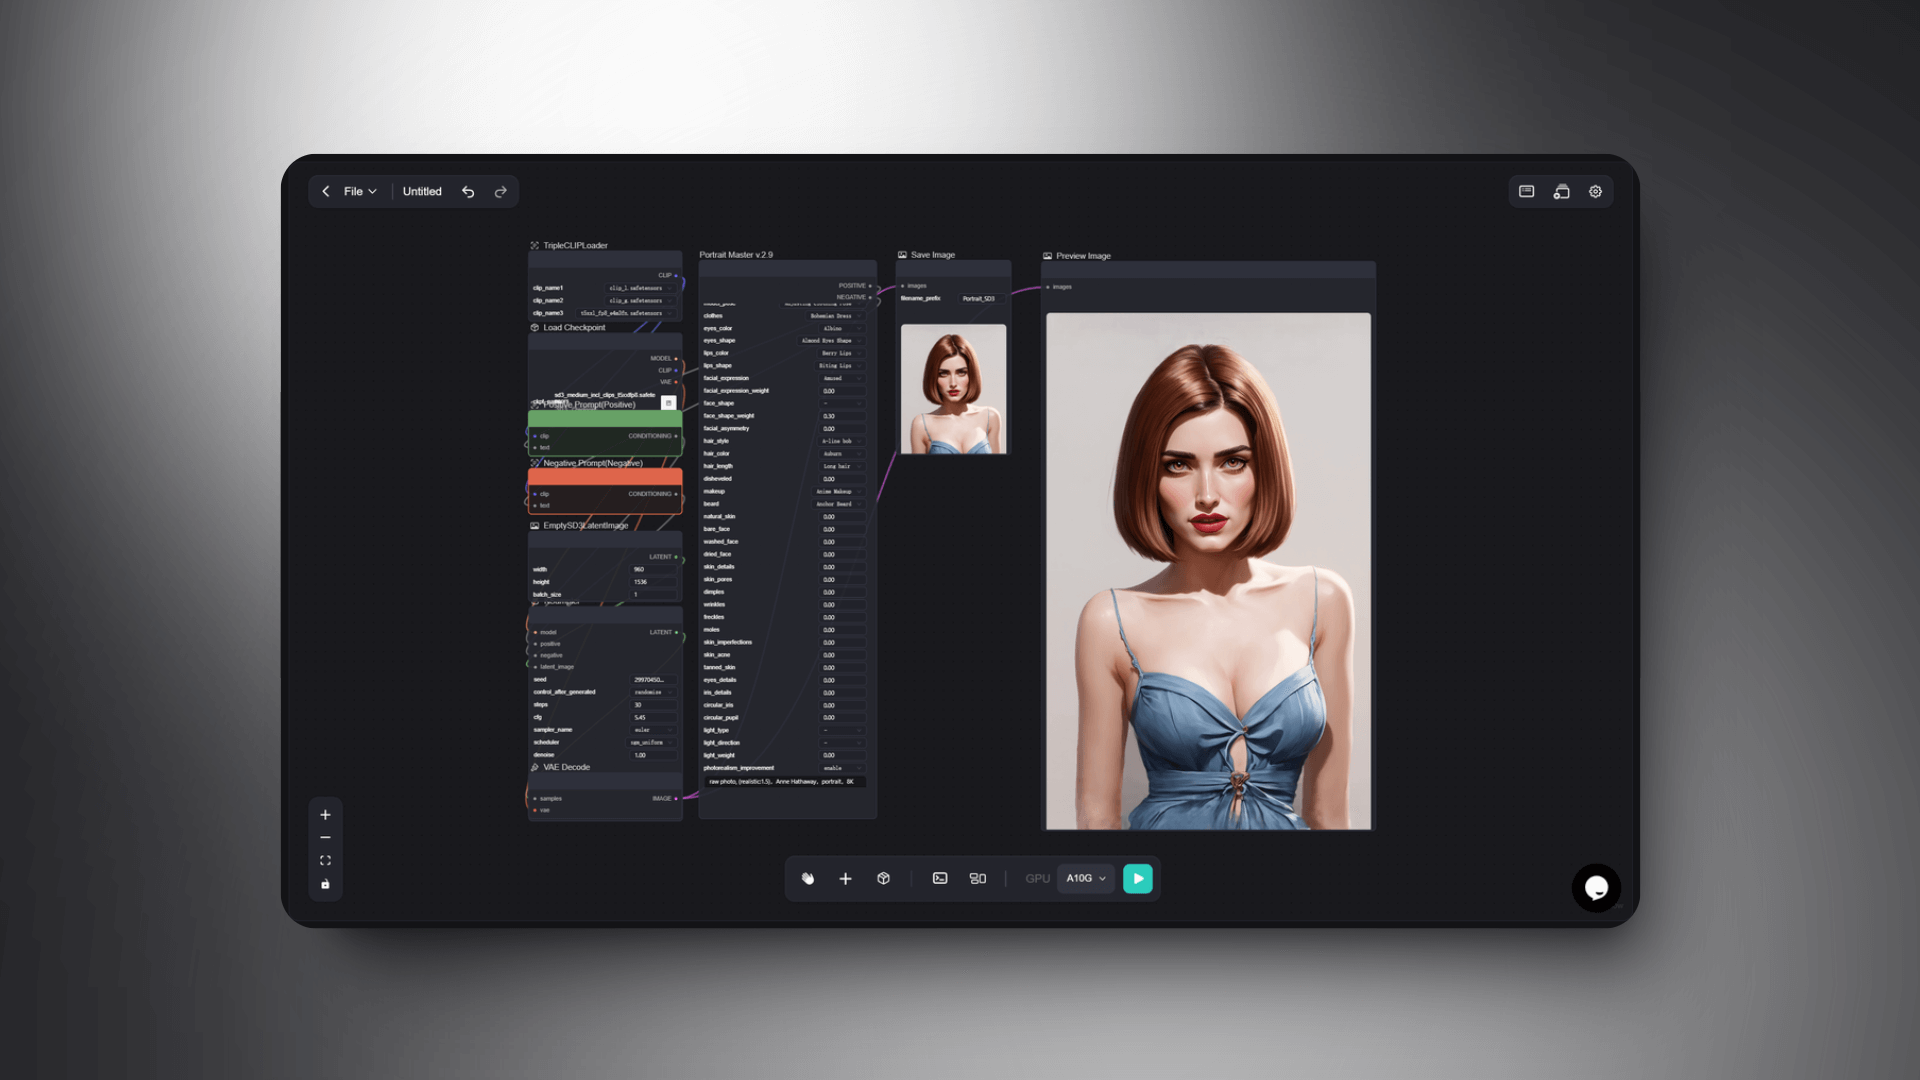 File
Untitled
TripleCLIPLoader
CLIP
clip_name1 clip_l.safetensors
clip_name2 clip_g.safetensors
clip_name3 t5xxl_fp8_e4m3fn.safetensors
Load Checkpoint
MODEL
CLIP
VAE
sd3_medium_incl_clips_t5xxlfp8.safete
Positive Prompt(Positive)
clip CONDITIONING
text
Negative Prompt(Negative)
clip CONDITIONING
text
EmptySD3LatentImage
LATENT
width 960
height 1536
batch_size 1
model LATENT
positive
negative
latent_image
seed 29970450...
control_after_generated randomize
steps 30
cfg 5.45
sampler_name euler
scheduler sgm_uniform
denoise 1.00
VAE Decode
samples IMAGE
vae
Portrait Master v.2.9
POSITIVE
NEGATIVE
clothes Bohemian Dress
eyes_color Albino
eyes_shape Almond Eyes Shape
lips_color Berry Lips
lips_shape Biting Lips
facial_expression Amused
facial_expression_weight 0.00
face_shape -
face_shape_weight 0.30
facial_asymmetry 0.00
hair_style A-line bob
hair_color Auburn
hair_length Long hair
disheveled 0.00
makeup Anime Makeup
beard Anchor Beard
natural_skin 0.00
bare_face 0.00
washed_face 0.00
dried_face 0.00
skin_details 0.00
skin_pores 0.00
dimples 0.00
wrinkles 0.00
freckles 0.00
moles 0.00
skin_imperfections 0.00
skin_acne 0.00
tanned_skin 0.00
eyes_details 0.00
iris_details 0.00
circular_iris 0.00
circular_pupil 0.00
light_type -
light_direction -
light_weight 0.00
photorealism_improvement enable
raw photo, (realistic:1.5), Anne Hathaway, portrait, 8K
Save Image
images
filename_prefix Portrait_SD3
Preview Image
images
GPU A10G